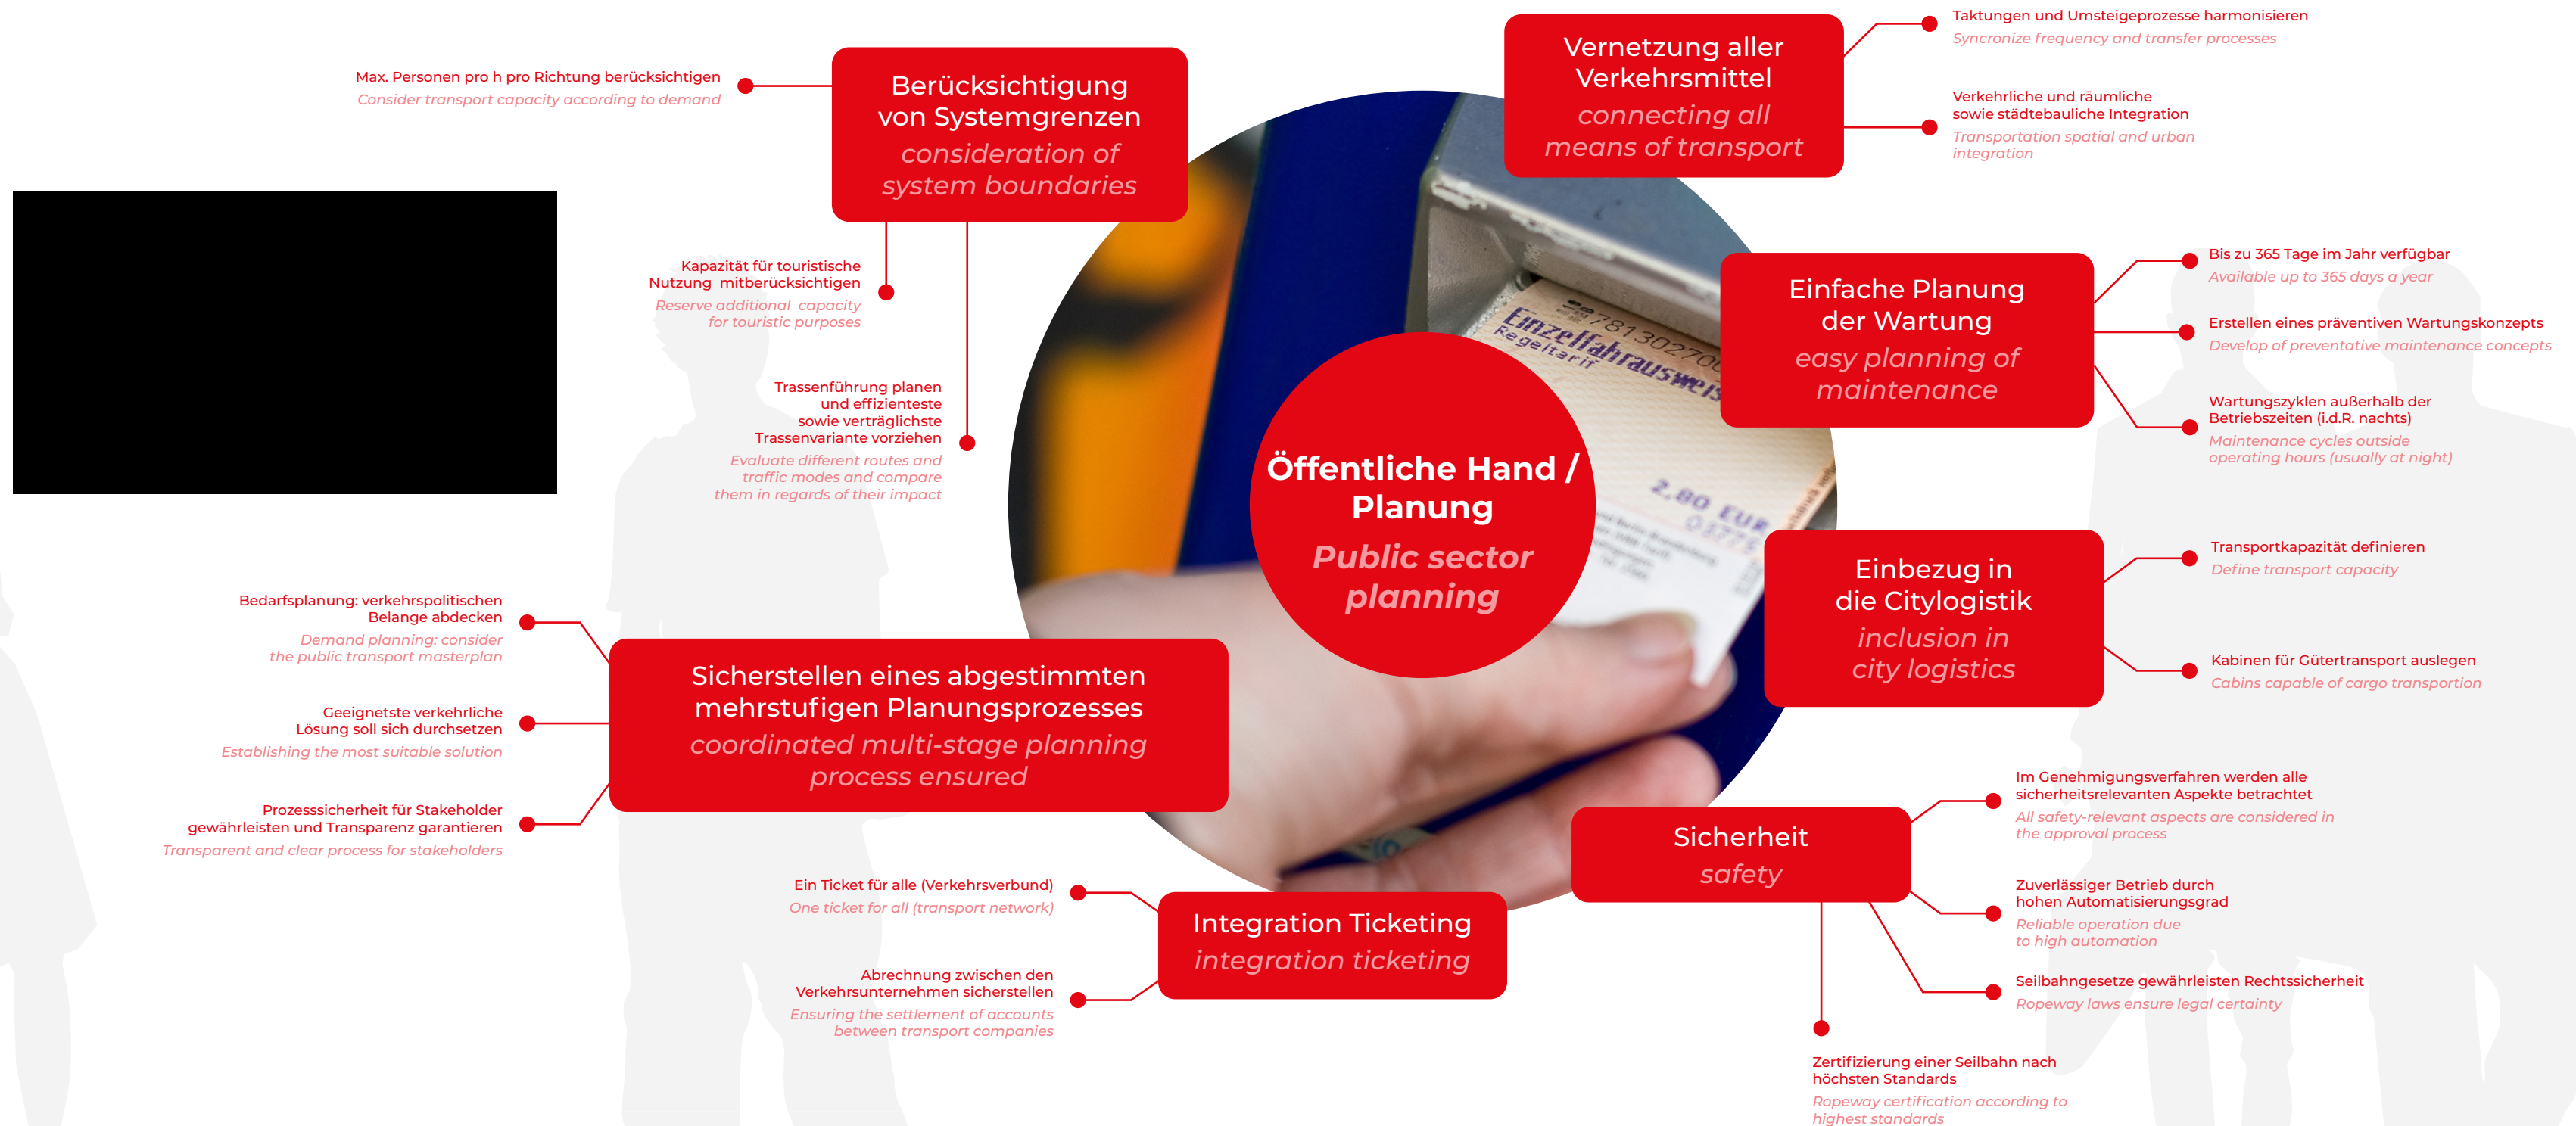 Max. Personen pro h pro Richtung berücksichtigen
Consider transport capacity according to demand
Berücksichtigung
von Systemgrenzen
consideration of
system boundaries
Kapazität für touristische
Nutzung  mitberücksichtigen
Reserve additional  capacity
for touristic purposes
Trassenführung planen
und effizienteste
sowie verträglichste
Trassenvariante vorziehen
Evaluate different routes and
traffic modes and compare
them in regards of their impact
Vernetzung aller
Verkehrsmittel
connecting all
means of transport
Taktungen und Umsteigeprozesse harmonisieren
Syncronize frequency and transfer processes
Verkehrliche und räumliche
sowie städtebauliche Integration
Transportation spatial and urban
integration
Einfache Planung
der Wartung
easy planning of
maintenance
Bis zu 365 Tage im Jahr verfügbar
Available up to 365 days a year
Erstellen eines präventiven Wartungskonzepts
Develop of preventative maintenance concepts
Wartungszyklen außerhalb der
Betriebszeiten (i.d.R. nachts)
Maintenance cycles outside
operating hours (usually at night)
Einzelfahrausweis
Regeltarif
2,80 EUR
Öffentliche Hand /
Planung
Public sector
planning
Einbezug in
die Citylogistik
inclusion in
city logistics
Transportkapazität definieren
Define transport capacity
Kabinen für Gütertransport auslegen
Cabins capable of cargo transportion
Bedarfsplanung: verkehrspolitischen
Belange abdecken
Demand planning: consider
the public transport masterplan
Geeignetste verkehrliche
Lösung soll sich durchsetzen
Establishing the most suitable solution
Prozesssicherheit für Stakeholder
gewährleisten und Transparenz garantieren
Transparent and clear process for stakeholders
Sicherstellen eines abgestimmten
mehrstufigen Planungsprozesses
coordinated multi-stage planning
process ensured
Sicherheit
safety
Im Genehmigungsverfahren werden alle
sicherheitsrelevanten Aspekte betrachtet
All safety-relevant aspects are considered in
the approval process
Zuverlässiger Betrieb durch
hohen Automatisierungsgrad
Reliable operation due
to high automation
Seilbahngesetze gewährleisten Rechtssicherheit
Ropeway laws ensure legal certainty
Zertifizierung einer Seilbahn nach
höchsten Standards
Ropeway certification according to
highest standards
Ein Ticket für alle (Verkehrsverbund)
One ticket for all (transport network)
Abrechnung zwischen den
Verkehrsunternehmen sicherstellen
Ensuring the settlement of accounts
between transport companies
Integration Ticketing
integration ticketing